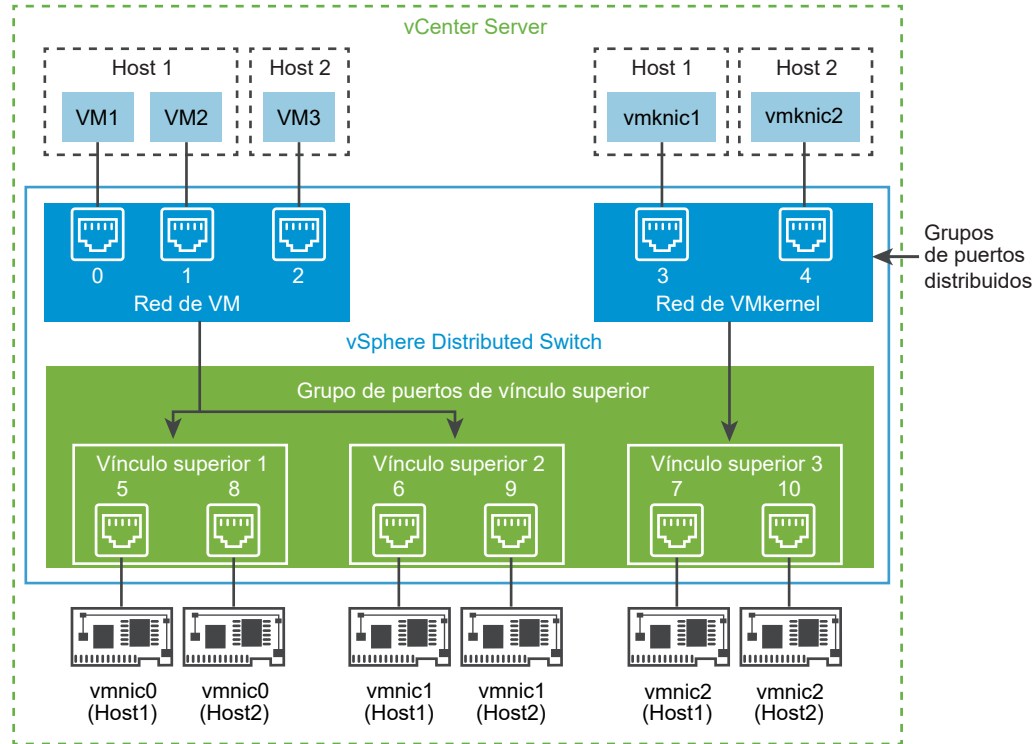 vCenter Server
Host 1
Host 2
Host 1
Host 2
VM1
VM2
VM3
vmknic1
vmknic2
0
1
2
3
4
Red de VM
Red de VMkernel
Grupos
de puertos
distribuidos
vSphere Distributed Switch
Grupo de puertos de vínculo superior
Vínculo superior 1
Vínculo superior 2
Vínculo superior 3
5
8
6
9
7
10
vmnic0
(Host1)
vmnic0
(Host2)
vmnic1
(Host1)
vmnic1
(Host2)
vmnic2
(Host1)
vmnic2
(Host2)